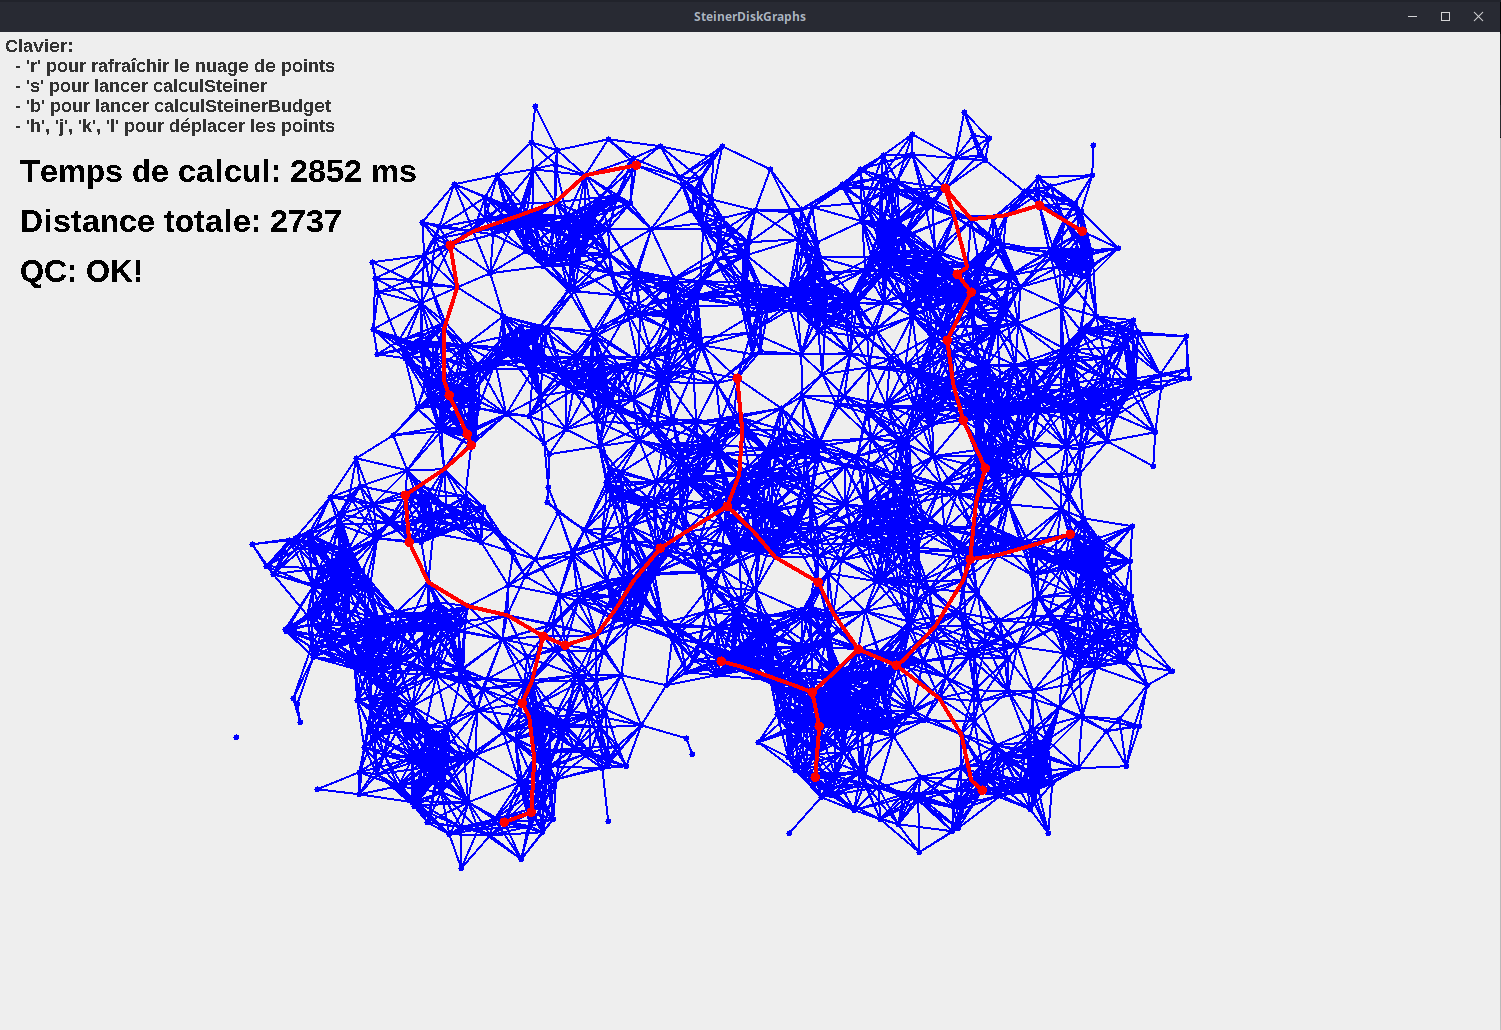 SteinerDiskGraphs
Clavier:
- 'r' pour rafraîchir le nuage de points
- 's' pour lancer calculSteiner
- 'b' pour lancer calculSteinerBudget
- 'h', 'j', 'k', 'l' pour déplacer les points
Temps de calcul: 2852 ms
Distance totale: 2737
QC: OK!